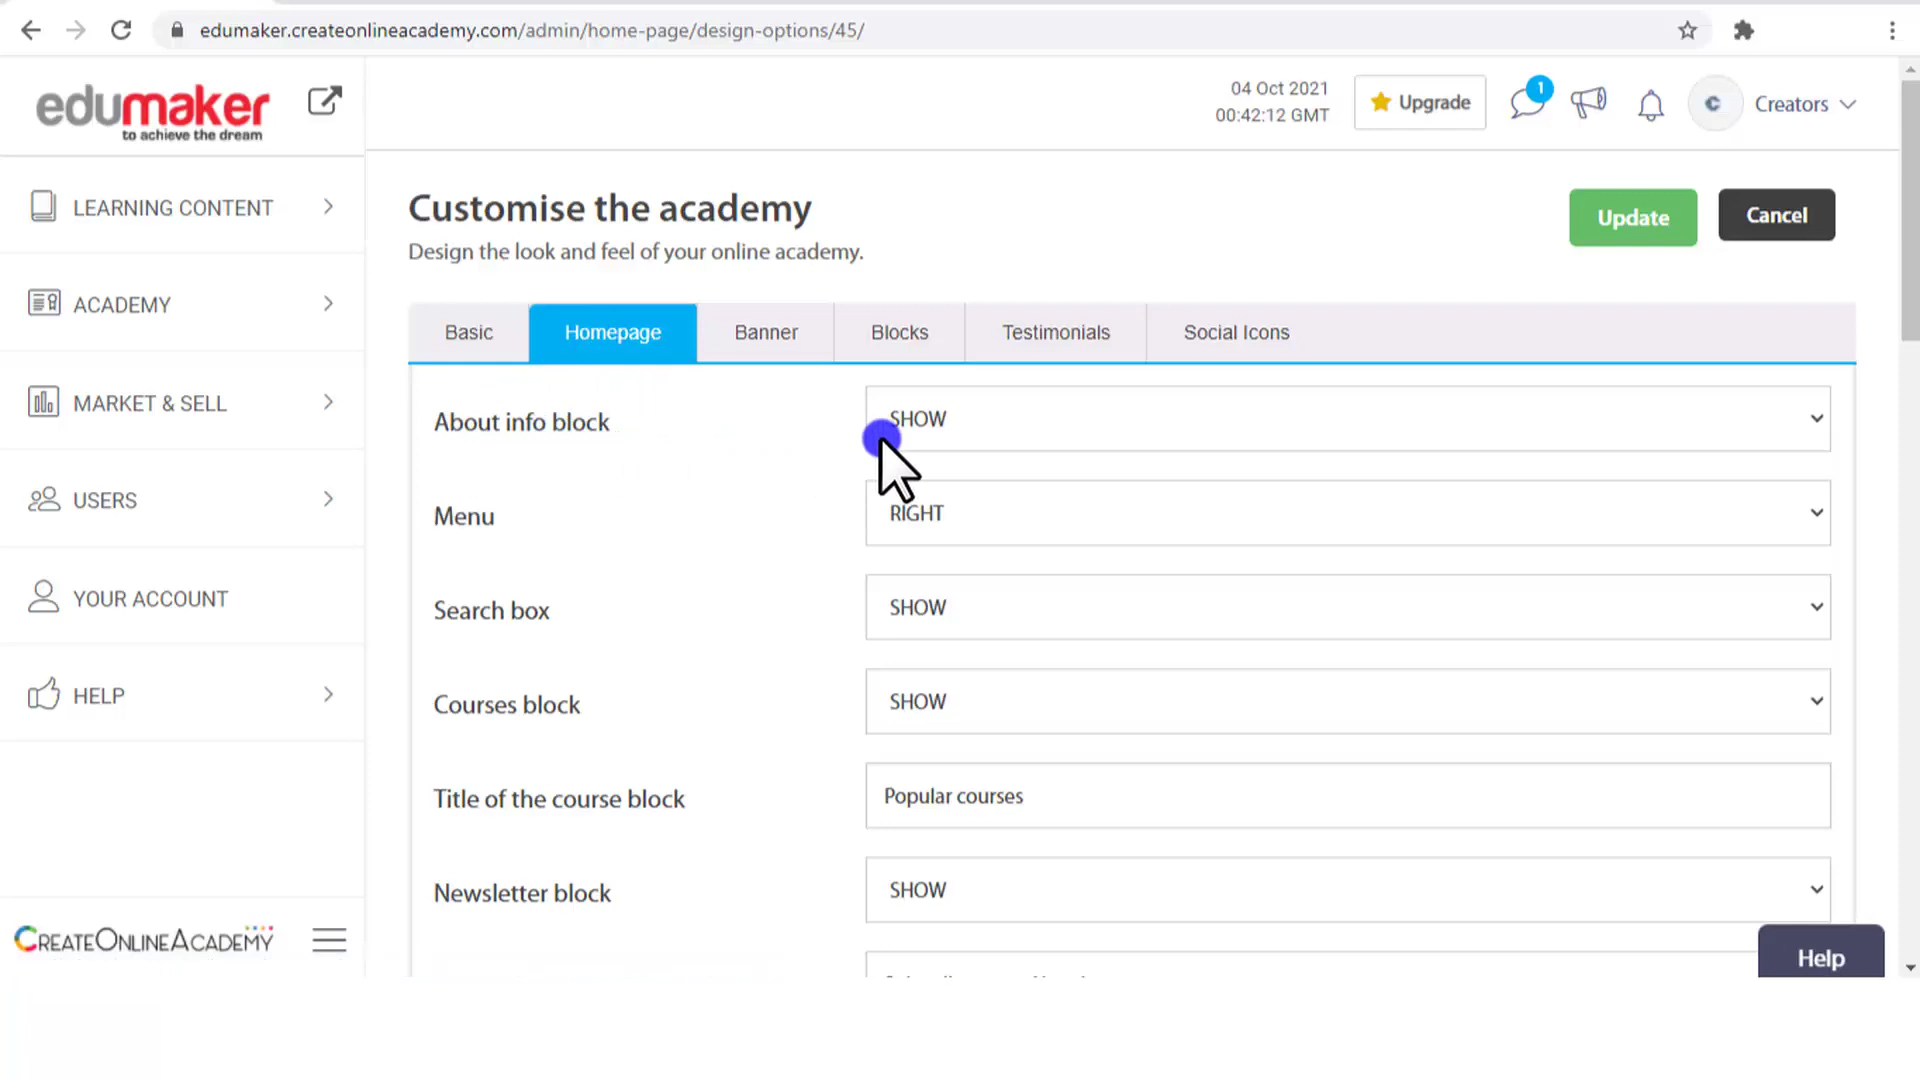 edumaker.createonlineacademy.com/admin/home-page/design-options/45/
edumaker
to achieve the dream
04 Oct 2021
00:42:12 GMT
Upgrade
1
C
Creators
LEARNING CONTENT
ACADEMY
MARKET & SELL
USERS
YOUR ACCOUNT
HELP
CREATEONLINEACADEMY
Customise the academy
Design the look and feel of your online academy.
Update
Cancel
Basic
Homepage
Banner
Blocks
Testimonials
Social Icons
About info block
SHOW
Menu
RIGHT
Search box
SHOW
Courses block
SHOW
Title of the course block
Popular courses
Newsletter block
SHOW
Help